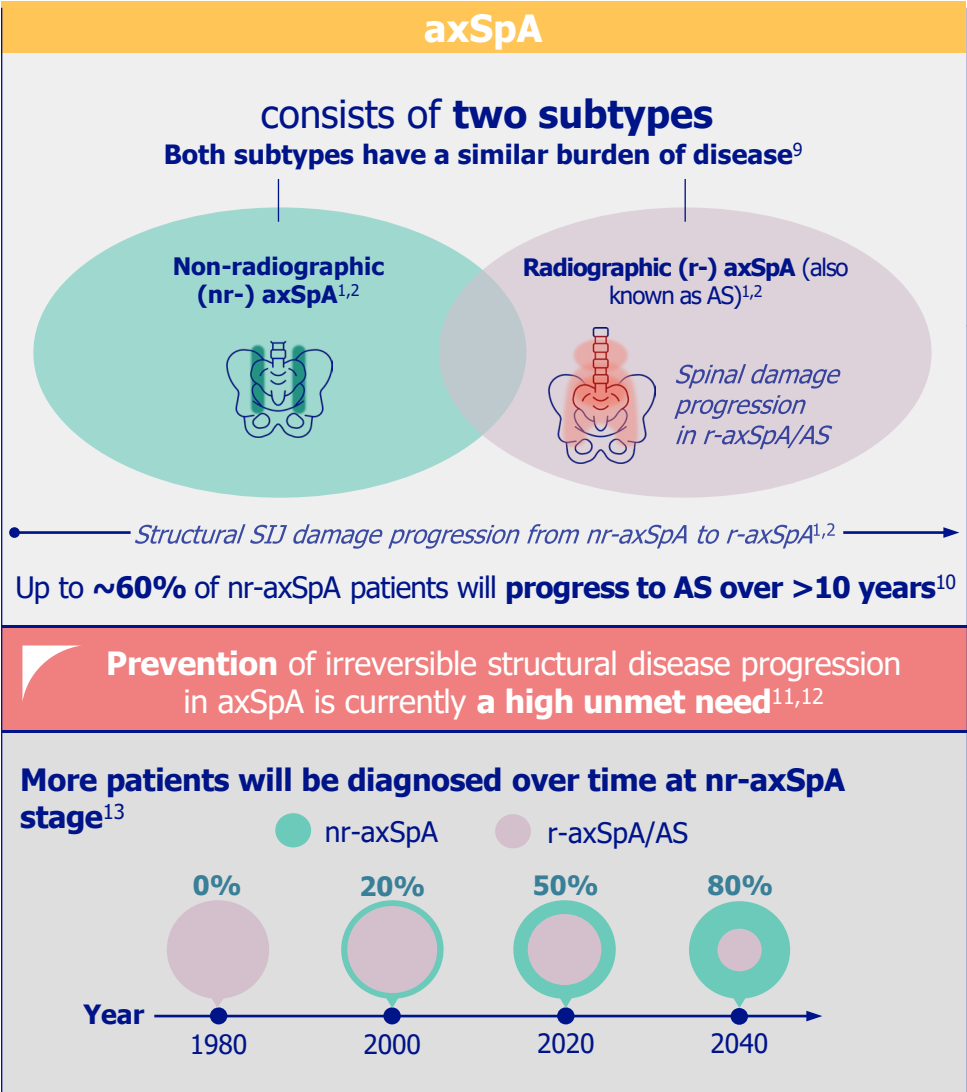 axSpA
consists of two subtypes
Both subtypes have a similar burden of disease⁹
Non-radiographic
(nr-) axSpA¹,²
Radiographic (r-) axSpA (also
known as AS)¹,²
Spinal damage
progression
in r-axSpA/AS
Structural SIJ damage progression from nr-axSpA to r-axSpA¹,²
Up to ~60% of nr-axSpA patients will progress to AS over >10 years¹⁰
Prevention of irreversible structural disease progression
in axSpA is currently a high unmet need¹¹,¹²
More patients will be diagnosed over time at nr-axSpA
stage¹³
nr-axSpA
r-axSpA/AS
0% 20% 50% 80%
Year
1980 2000 2020 2040